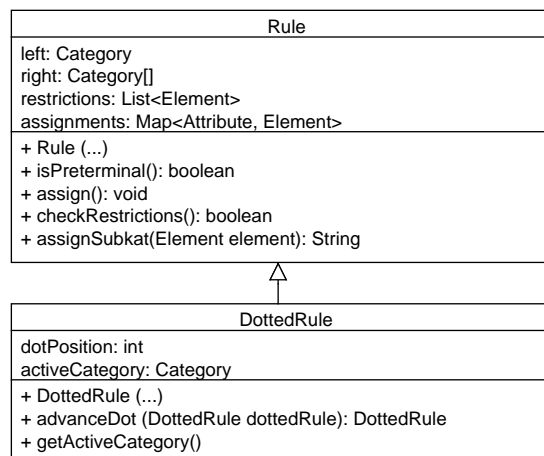 Rule
left: Category
right: Category[]
restrictions: List<Element>
assignments: Map<Attribute, Element>
+ Rule (...)
+ isPreterminal(): boolean
+ assign(): void
+ checkRestrictions(): boolean
+ assignSubkat(Element element): String
DottedRule
dotPosition: int
activeCategory: Category
+ DottedRule (...)
+ advanceDot (DottedRule dottedRule): DottedRule
+ getActiveCategory()